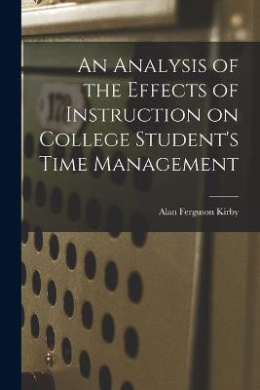 An Analysis of
the Effects of
Instruction on
College Student's
Time Management
Alan Ferguson Kirby